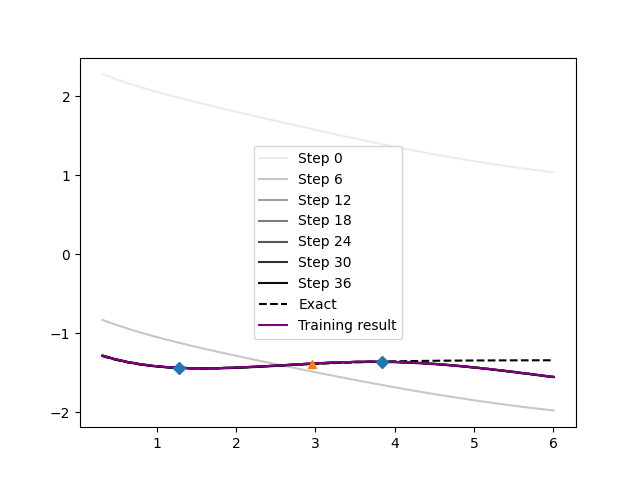 2
1
0
−1
−2
Step 0
Step 6
Step 12
Step 18
Step 24
Step 30
Step 36
Exact
Training result
1 2 3 4 5 6